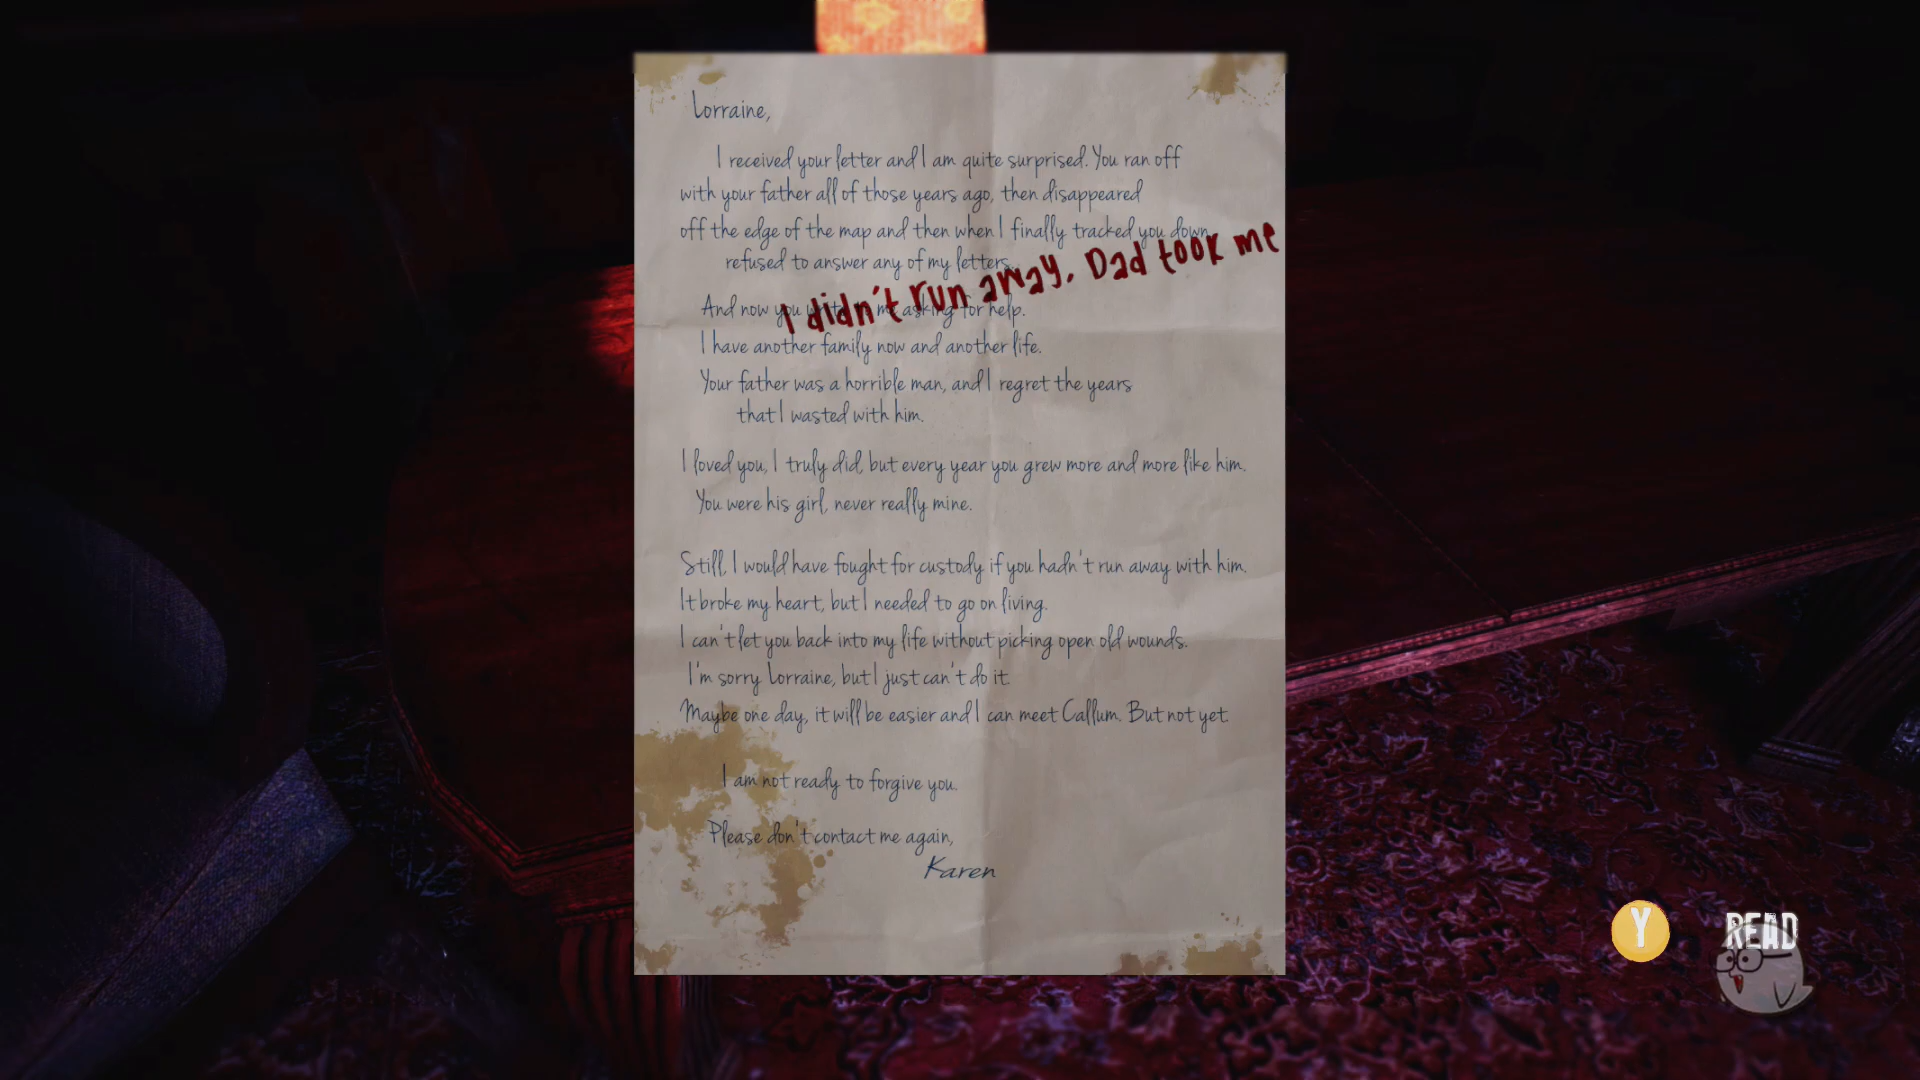 Lorraine,
I received your letter and I am quite surprised. You ran off
with your father all of those years ago, then disappeared
off the edge of the map and then when I finally tracked you down
refused to answer any of my letters.
I didn't run away. Dad took me
And now you me asking for help.
I have another family now and another life.
Your father was a horrible man, and I regret the years
that I wasted with him.
I loved you, I truly did, but every year you grew more and more like him.
You were his girl, never really mine.
Still, I would have fought for custody if you hadn't run away with him.
It broke my heart, but I needed to go on living.
I can't let you back into my life without picking open old wounds.
I'm sorry Lorraine, but I just can't do it.
Maybe one day, it will be easier and I can meet Callum. But not yet.
I am not ready to forgive you.
Please don't contact me again,
Karen
Y READ